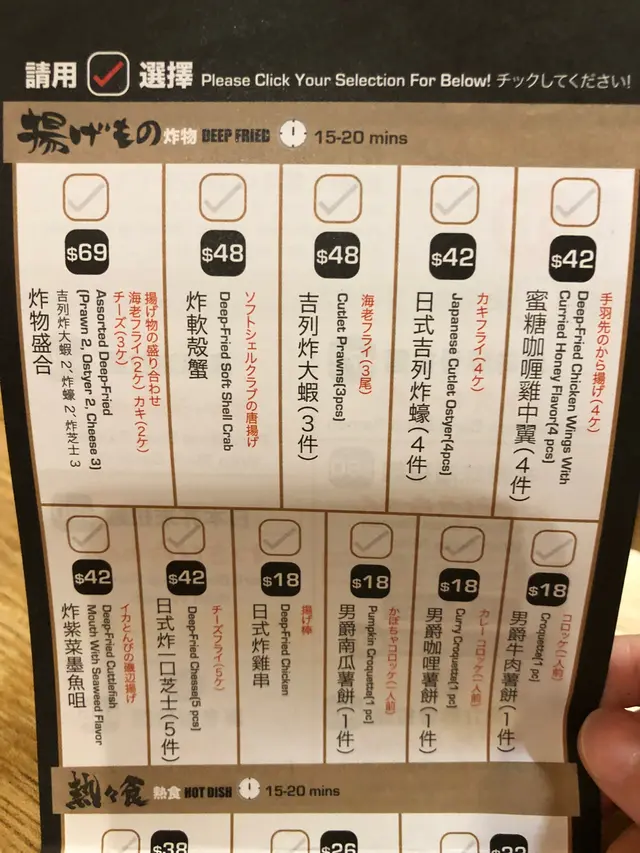 請用 選擇 Please Click Your Selection For Below! チックしてください!
揚げもの 炸物 DEEP FRIED 15-20 mins
$42
手羽先のから揚げ(4ケ)
Deep-Fried Chicken Wings With
Curried Honey Flavor(4 pcs)
蜜糖咖喱雞中翼(4件)
$42
カキフライ(4ケ)
Japanese Cutlet Ostyer(4pcs)
日式吉列炸蠔(4件)
$48
海老フライ(3尾)
Cutlet Prawns(3pcs)
吉列炸大蝦(3件)
$48
ソフトシェルクラブの唐揚げ
Deep-Fried Soft Shell Crab
炸軟殼蟹
$69
揚げ物の盛り合わせ
海老フライ(2ケ) カキ(2ケ)
チーズ(3ケ)
Assorted Deep-Fried
(Prawn 2, Ostyer 2, Cheese 3)
吉列炸大蝦 2、炸蠔 2、炸芝士 3
炸物盛合
$18
コロッケ(一人前)
Croquette(1 pc)
男爵牛肉薯餅(1件)
$18
カレーコロッケ(一人前)
Curry Croquette(1 pc)
男爵咖哩薯餅(1件)
$18
かぼちゃコロッケ(一人前)
Pumpkin Croquette(1 pc)
男爵南瓜薯餅(1件)
$18
揚げ棒
Deep-Fried Chicken
日式炸雞串
$42
チーズフライ(5ケ)
Deep-Fried Cheese(5 pcs)
日式炸一口芝士(5件)
$42
イカとんびの磯辺揚げ
Deep-Fried Cuttlefish
Mouth With Seaweed Flavor
炸紫菜墨魚咀
熱々食 熱食 HOT DISH 15-20 mins
$38
$26